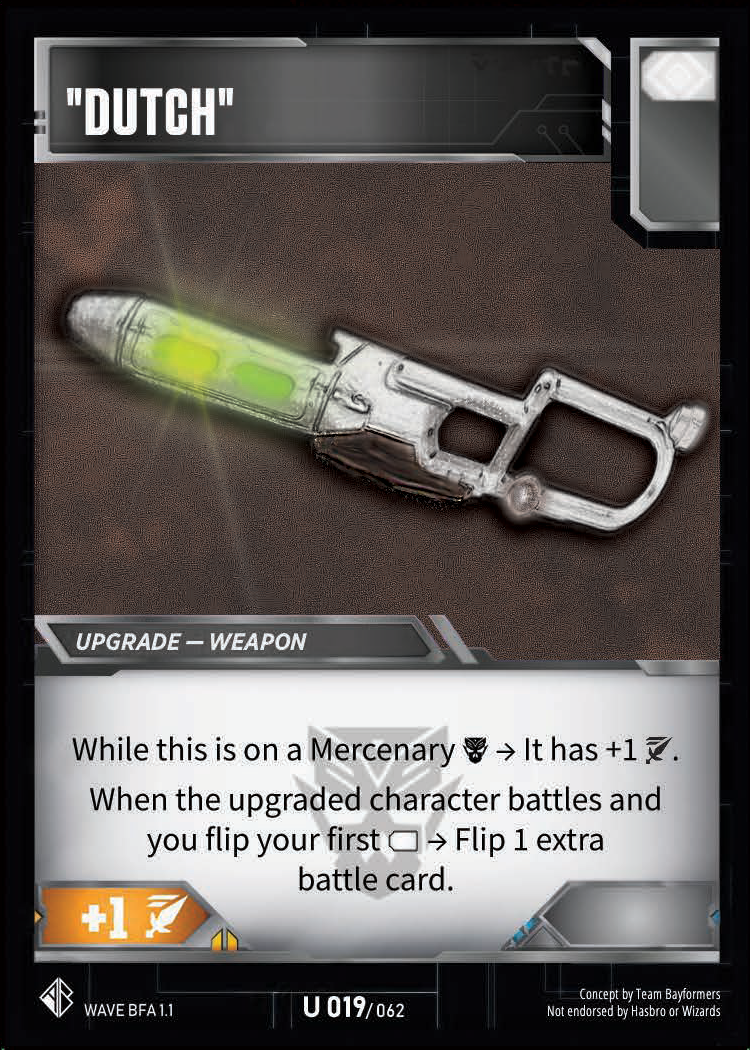 "DUTCH"
UPGRADE — WEAPON
While this is on a Mercenary → It has +1 .
When the upgraded character battles and
you flip your first → Flip 1 extra
battle card.
+1
WAVE BFA 1.1
U 019/062
Concept by Team Bayformers
Not endorsed by Hasbro or Wizards